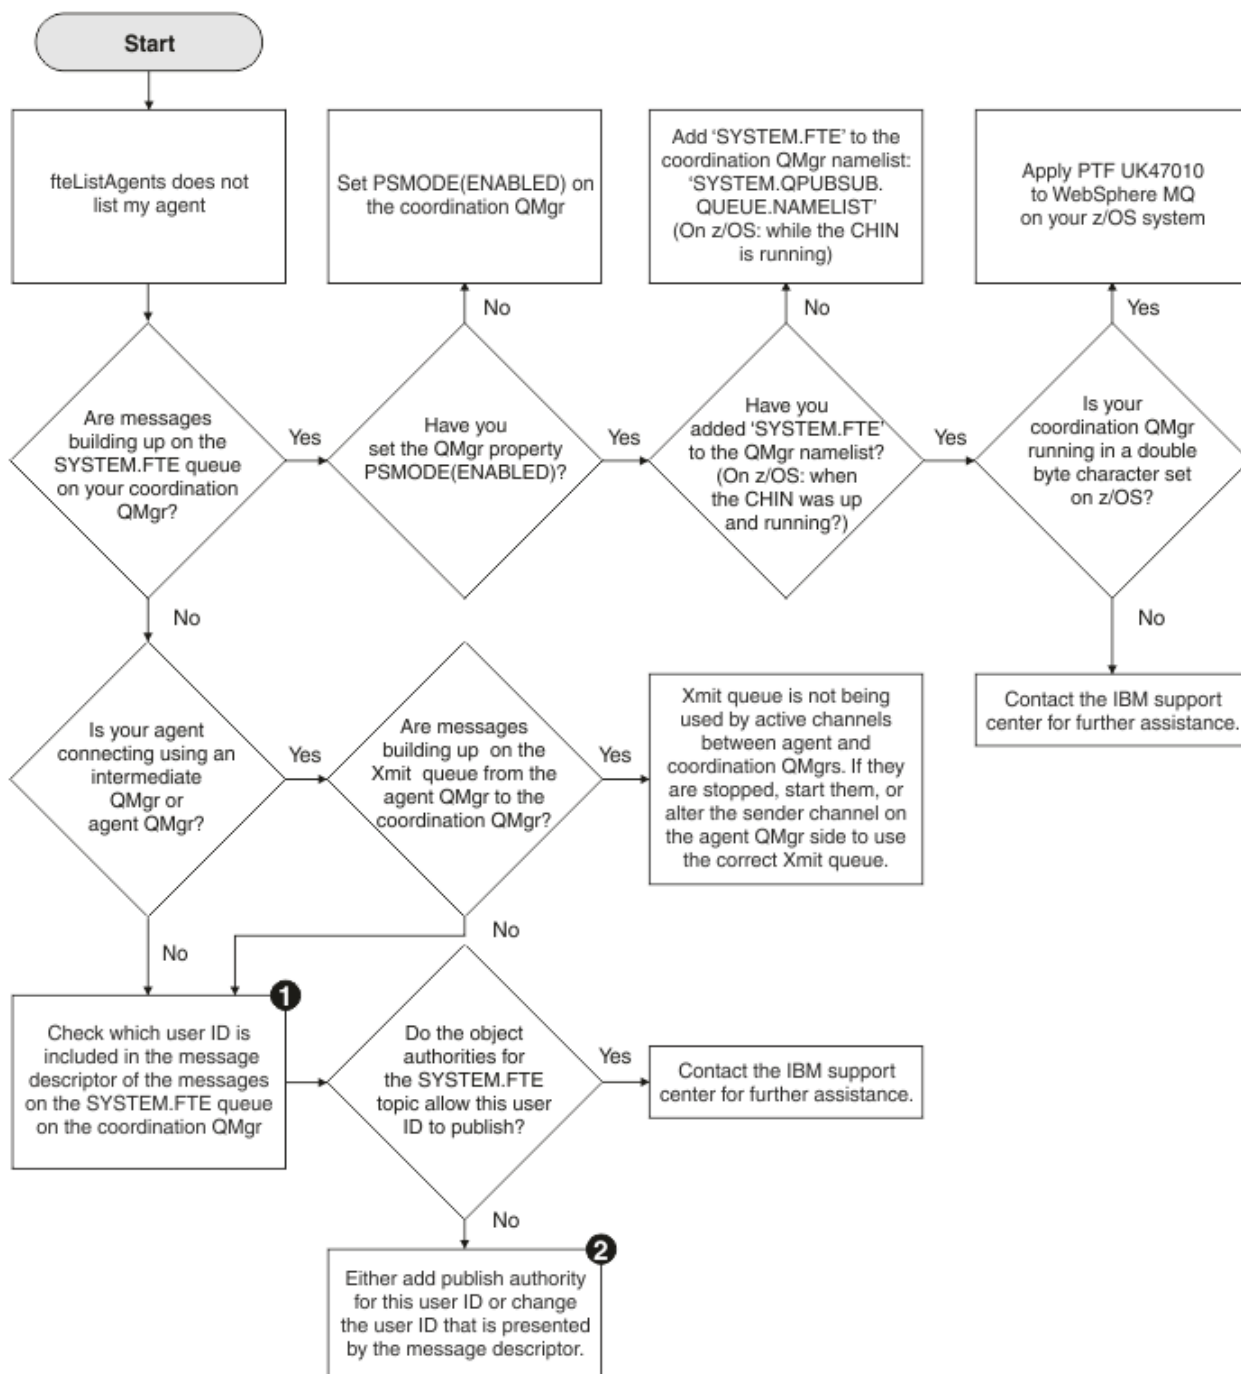 Start
fteListAgents does not
list my agent
Set PSMODE(ENABLED) on
the coordination QMgr
Add ‘SYSTEM.FTE’ to the
coordination QMgr namelist:
‘SYSTEM.QPUBSUB.
QUEUE.NAMELIST’
(On z/OS: while the CHIN
is running)
Apply PTF UK47010
to WebSphere MQ
on your z/OS system
No
No
Yes
Are messages
building up on the
SYSTEM.FTE queue
on your coordination
QMgr?
Yes
Have you
set the QMgr property
PSMODE(ENABLED)?
Yes
Have you
added ‘SYSTEM.FTE’
to the QMgr namelist?
(On z/OS: when
the CHIN was up
and running?)
Yes
Is your
coordination QMgr
running in a double
byte character set
on z/OS?
No
No
Is your agent
connecting using an
intermediate
QMgr or
agent QMgr?
Yes
Are messages
building up on the
Xmit queue from the
agent QMgr to the
coordination QMgr?
Yes
Xmit queue is not being
used by active channels
between agent and
coordination QMgrs. If they
are stopped, start them, or
alter the sender channel on
the agent QMgr side to use
the correct Xmit queue.
Contact the IBM support
center for further assistance.
No
No
1
Check which user ID is
included in the message
descriptor of the messages
on the SYSTEM.FTE queue
on the coordination QMgr
Do the object
authorities for
the SYSTEM.FTE
topic allow this user
ID to publish?
Yes
Contact the IBM support
center for further assistance.
No
2
Either add publish authority
for this user ID or change
the user ID that is presented
by the message descriptor.